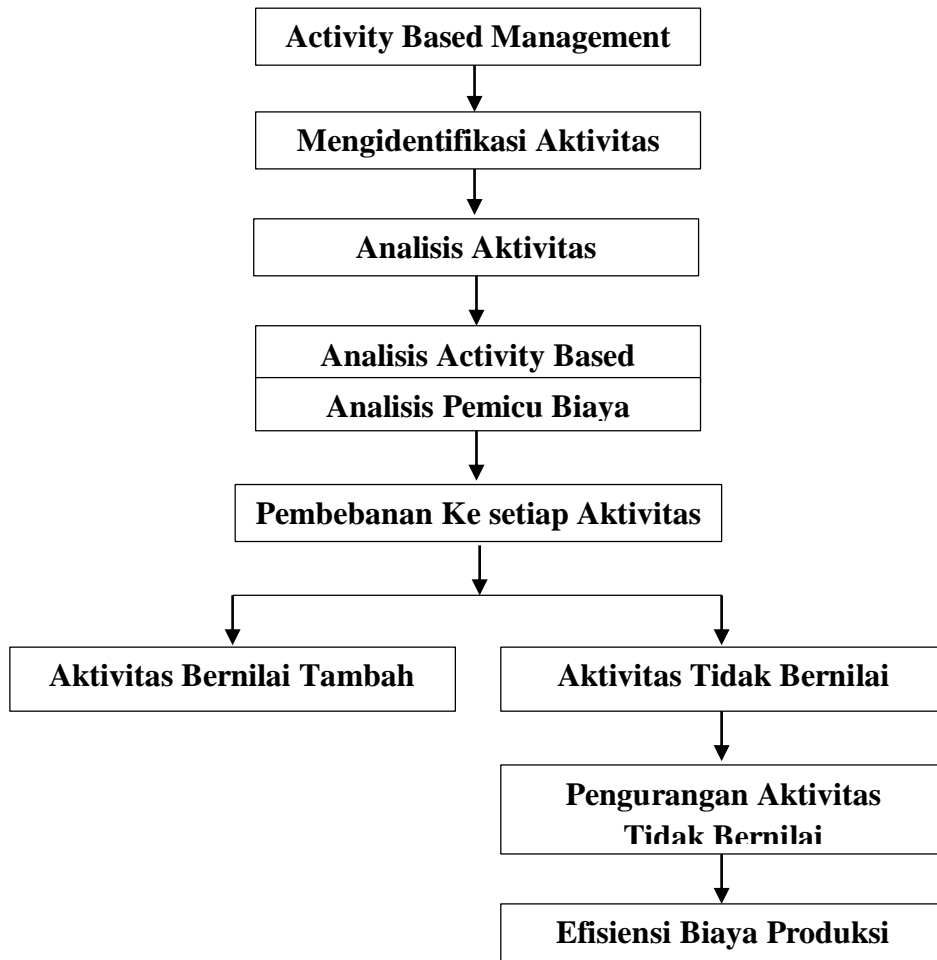 Activity Based Management
Mengidentifikasi Aktivitas
Analisis Aktivitas
Analisis Activity Based
Analisis Pemicu Biaya
Pembebanan Ke setiap Aktivitas
Aktivitas Bernilai Tambah
Aktivitas Tidak Bernilai
Pengurangan Aktivitas
Tidak Bernilai
Efisiensi Biaya Produksi